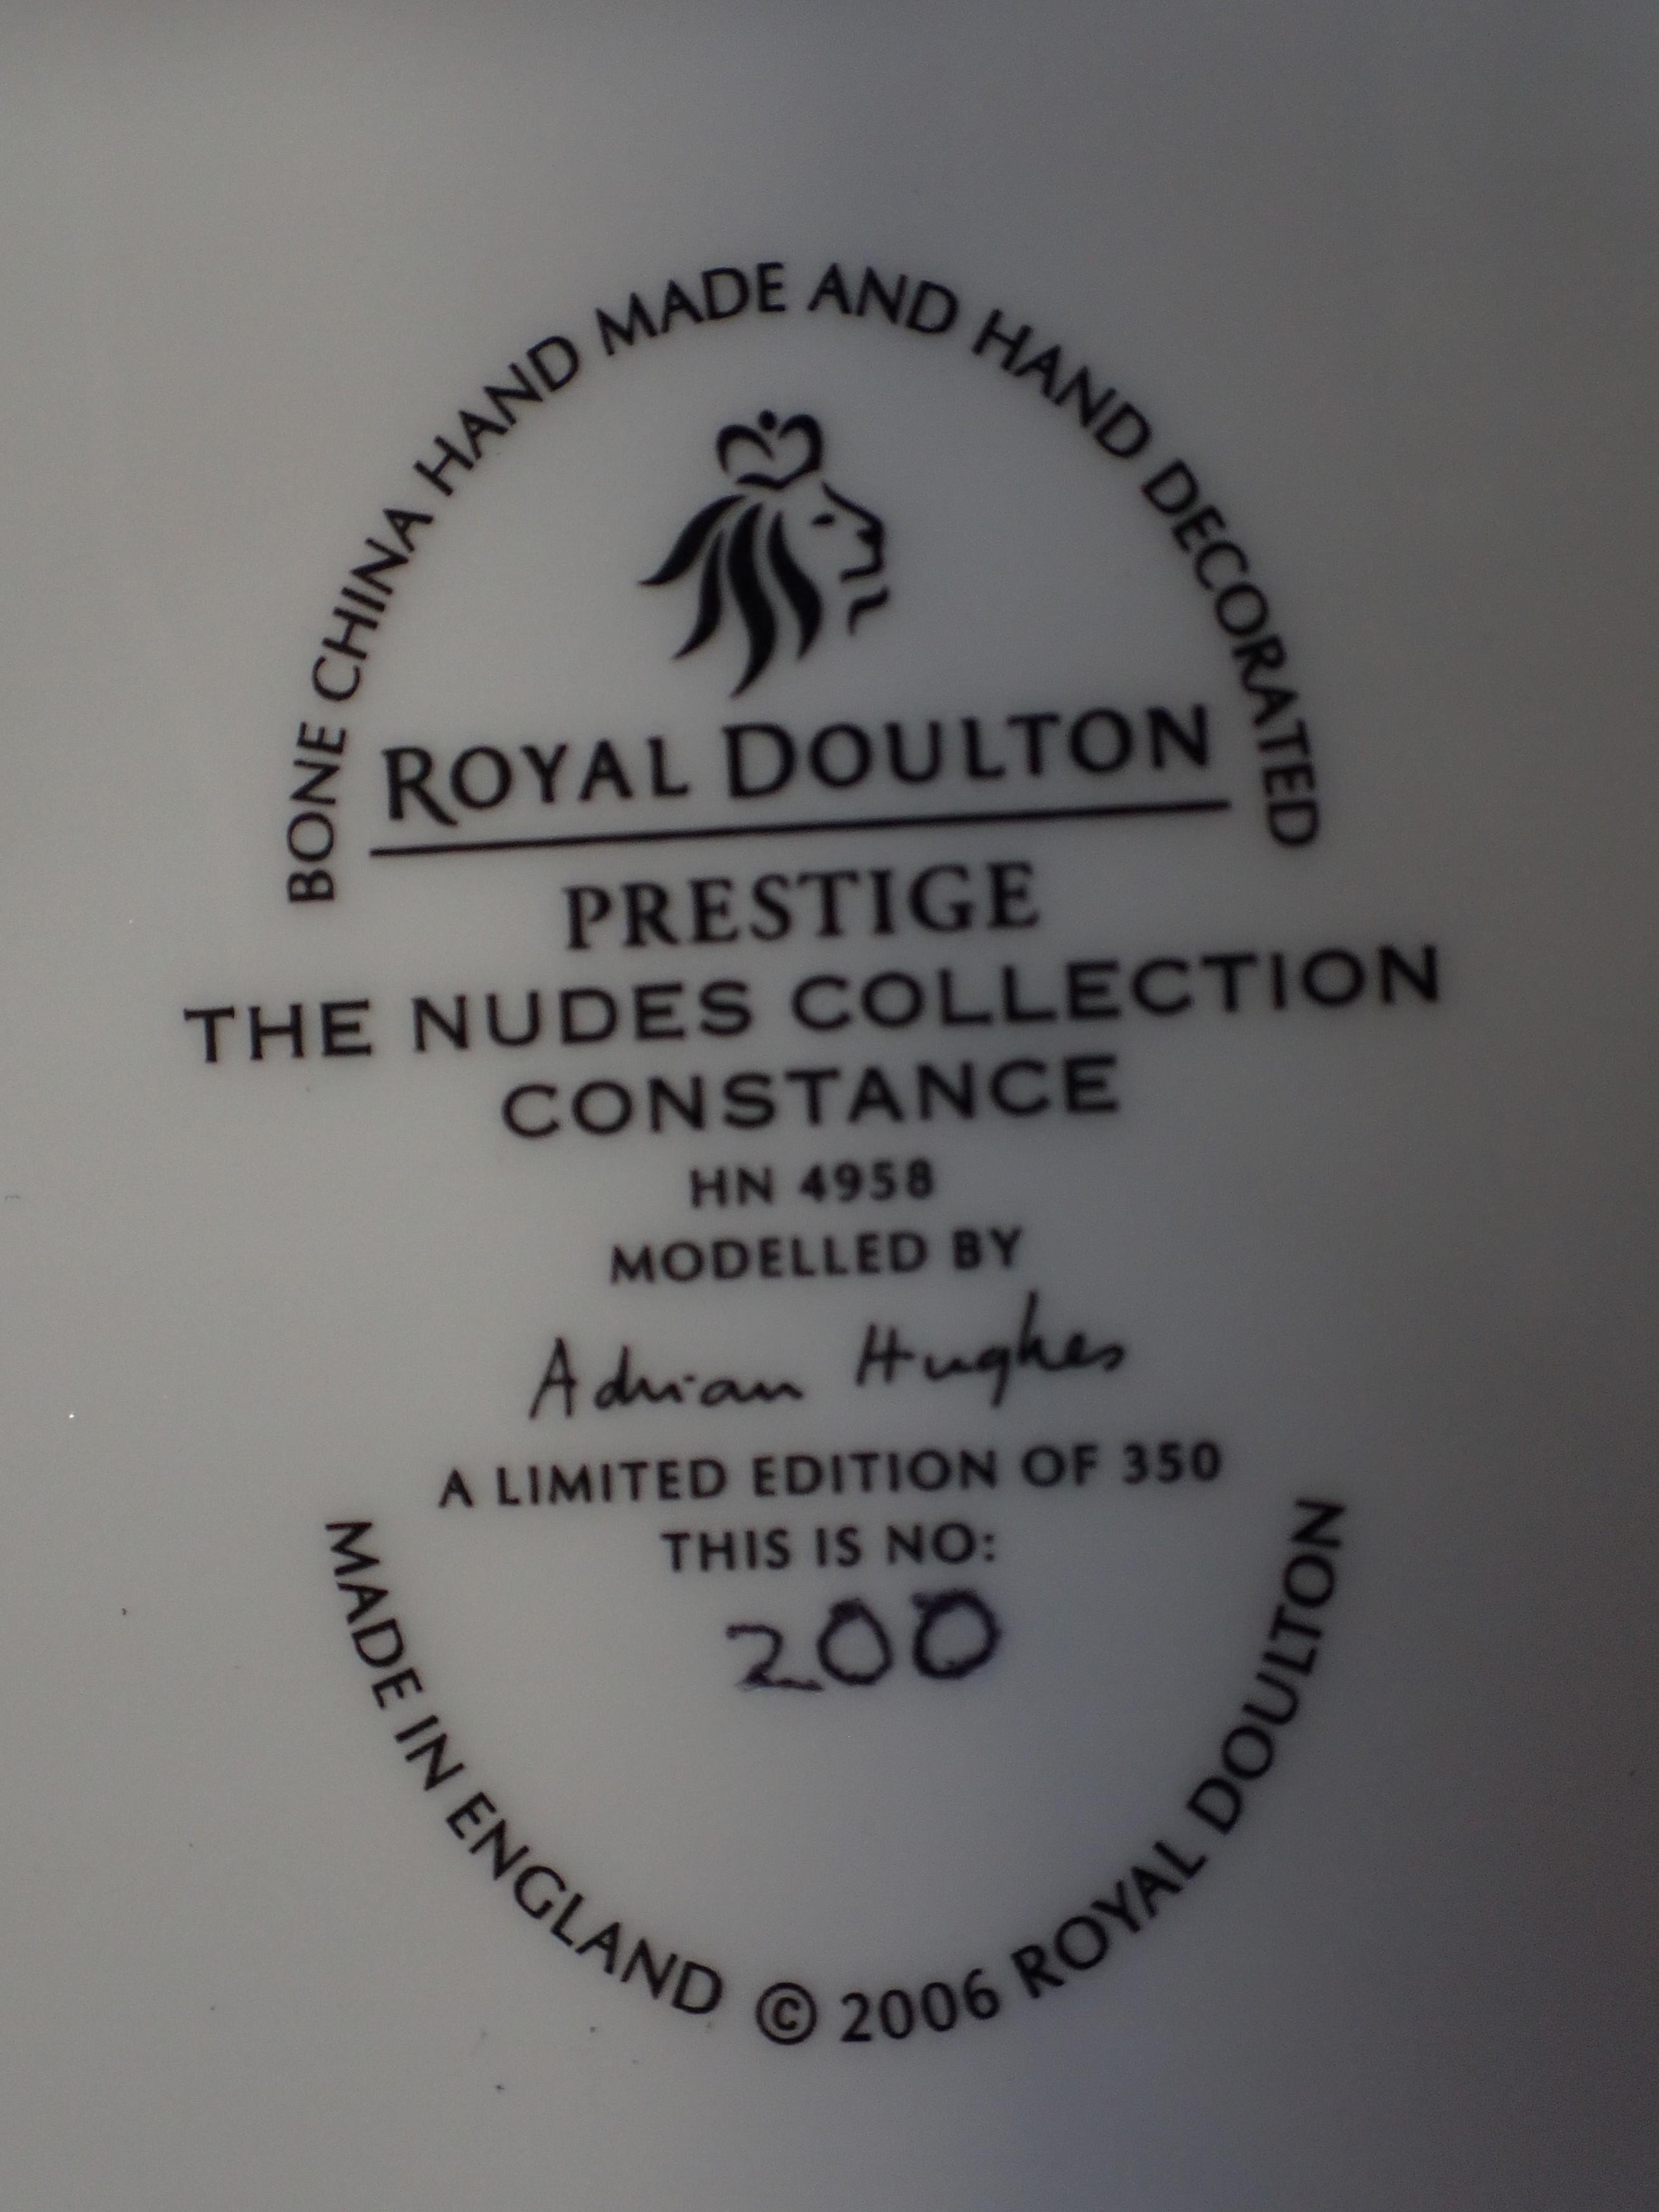 BONE CHINA HAND MADE AND HAND DECORATED
ROYAL DOULTON
PRESTIGE
THE NUDES COLLECTION
CONSTANCE
HN 4958
MODELLED BY
Adrian Hughes
A LIMITED EDITION OF 350
THIS IS NO:
200
MADE IN ENGLAND © 2006 ROYAL DOULTON